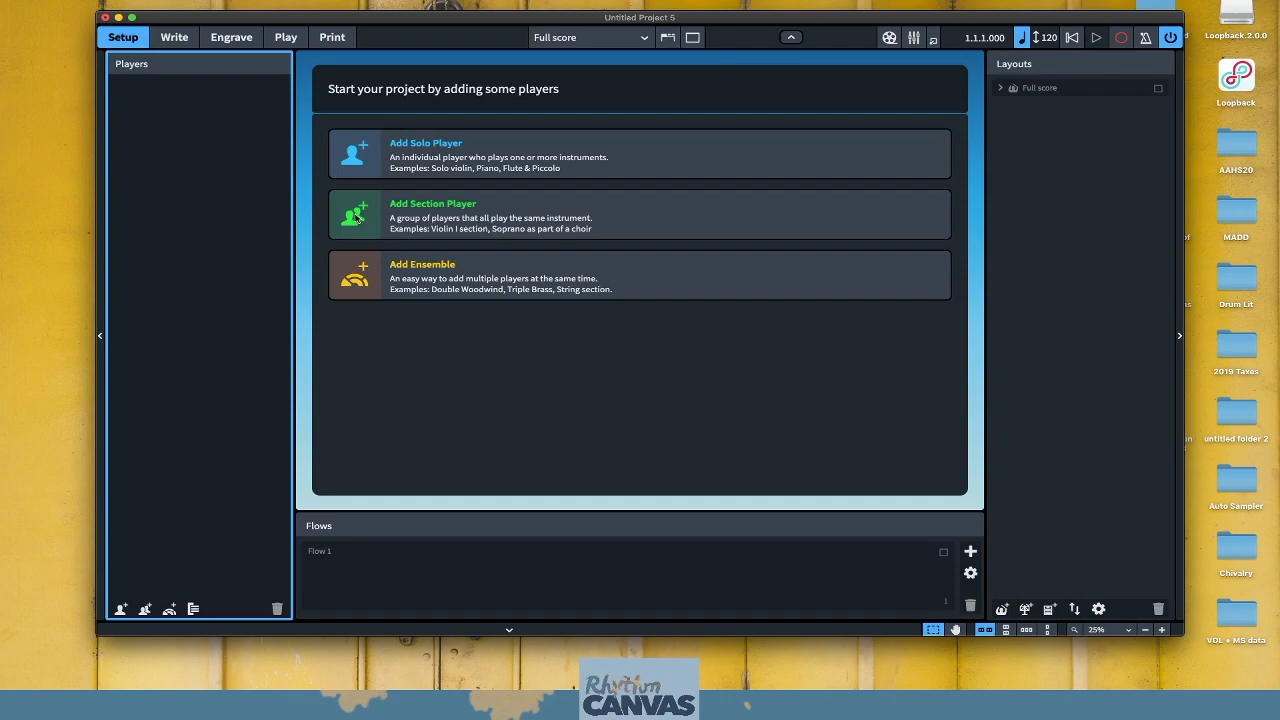 Untitled Project 5
Setup Write Engrave Play Print Full score 1.1.1.000 120
Players
Start your project by adding some players
Add Solo Player
An individual player who plays one or more instruments.
Examples: Solo violin, Piano, Flute & Piccolo
Add Section Player
A group of players that all play the same instrument.
Examples: Violin I section, Soprano as part of a choir
Add Ensemble
An easy way to add multiple players at the same time.
Examples: Double Woodwind, Triple Brass, String section.
Flows
Flow 1
1
Layouts
Full score
25%
Loopback.2.0.0
Loopback
AAHS20
MADD
Drum Lit
2019 Taxes
untitled folder 2
Auto Sampler
Chivalry
VDL + MS data
Rhythm
CANVAS